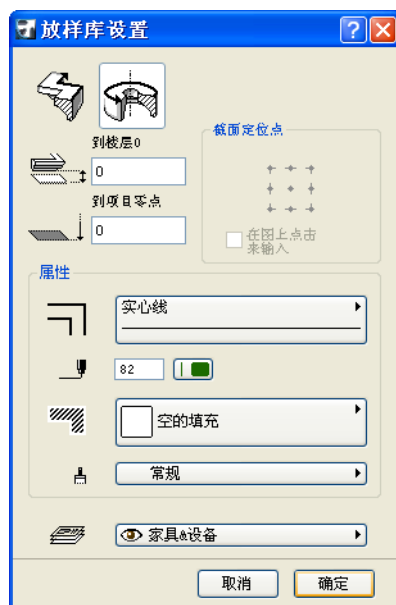 放样库设置
到楼层0
截面定位点
0
到项目零点
0
在图上点击
来输入
属性
实心线
82
空的填充
常规
家具&设备
取消
确定